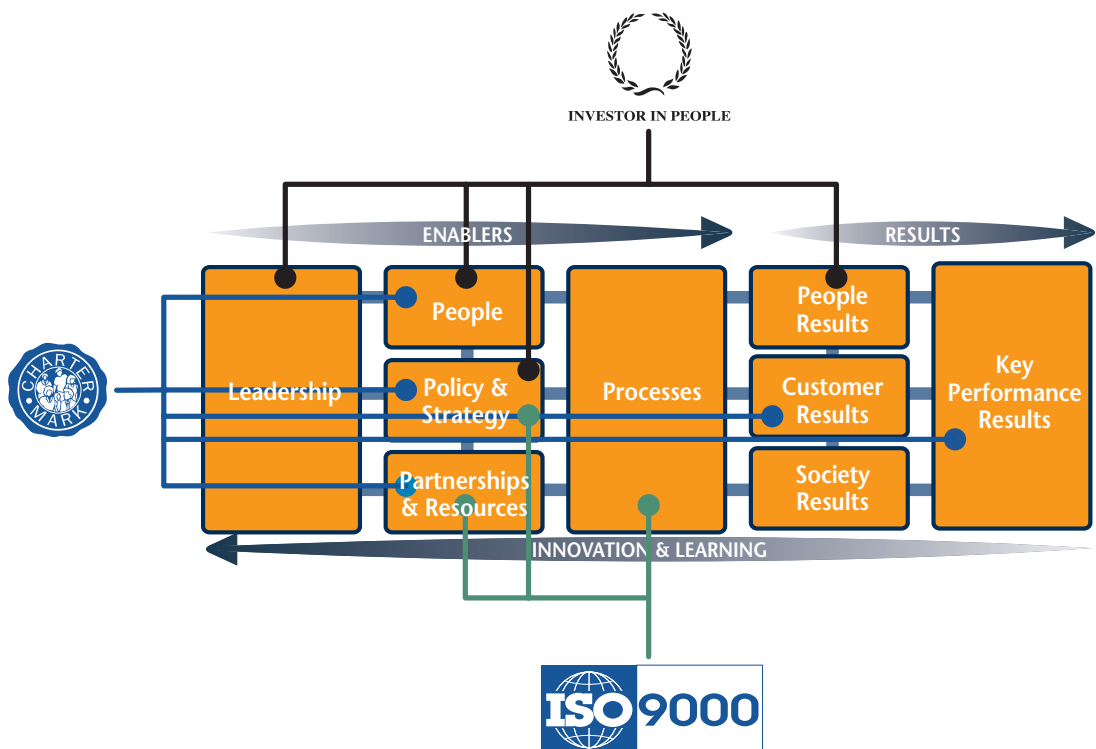 INVESTOR IN PEOPLE
ENABLERS
RESULTS
People
People
Results
CHARTER
MARK
Leadership
Policy &
Strategy
Processes
Customer
Results
Key
Performance
Results
Partnerships
& Resources
Society
Results
INNOVATION & LEARNING
ISO 9000